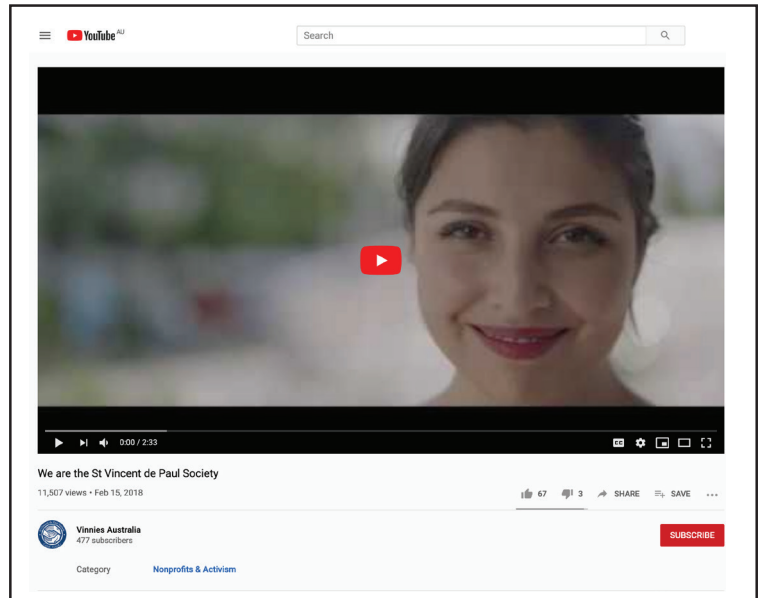 YouTube AU
Search
0:00 / 2:33
CC
We are the St Vincent de Paul Society
11,507 views • Feb 15, 2018
67 3 SHARE SAVE ...
Vinnies Australia
477 subscribers
SUBSCRIBE
Category Nonprofits & Activism